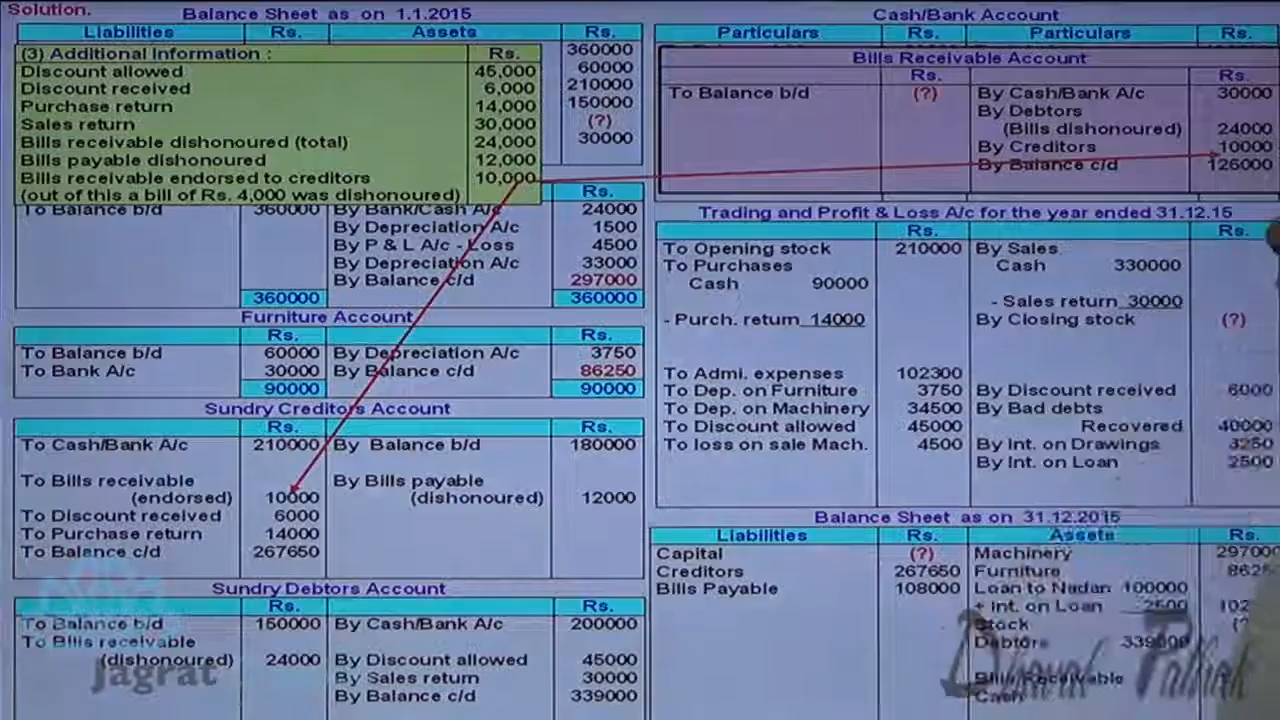 Solution.
Balance Sheet as on 1.1.2015
Liabilities Rs. Assets Rs.
(3) Additional Information : Rs.
Discount allowed 45,000
Discount received 6,000
Purchase return 14,000
Sales return 30,000
Bills receivable dishonoured (total) 24,000
Bills payable dishonoured 12,000
Bills receivable endorsed to creditors 10,000
(out of this a bill of Rs. 4,000 was dishonoured)
360000
60000
210000
150000
(?)
30000
Rs.
To Balance b/d 360000 By Bank/Cash A/c 24000
By Depreciation A/c 1500
By P & L A/c - Loss 4500
By Depreciation A/c 33000
By Balance c/d 297000
360000 360000
Furniture Account
Rs. Rs.
To Balance b/d 60000 By Depreciation A/c 3750
To Bank A/c 30000 By Balance c/d 86250
90000 90000
Sundry Creditors Account
Rs. Rs.
To Cash/Bank A/c 210000 By Balance b/d 180000
To Bills receivable By Bills payable
(endorsed) 10000 (dishonoured) 12000
To Discount received 6000
To Purchase return 14000
To Balance c/d 267650
Sundry Debtors Account
Rs. Rs.
To Balance b/d 150000 By Cash/Bank A/c 200000
To Bills receivable
(dishonoured) 24000 By Discount allowed 45000
By Sales return 30000
By Balance c/d 339000
Jagrat
Cash/Bank Account
Particulars Rs. Particulars Rs.
Bills Receivable Account
Rs. Rs.
To Balance b/d (?) By Cash/Bank A/c 30000
By Debtors
(Bills dishonoured) 24000
By Creditors 10000
By Balance c/d 126000
Trading and Profit & Loss A/c for the year ended 31.12.15
Rs. Rs.
To Opening stock 210000 By Sales
To Purchases Cash 330000
Cash 90000
- Sales return 30000
- Purch. return 14000 By Closing stock (?)
To Admi. expenses 102300
To Dep. on Furniture 3750 By Discount received 6000
To Dep. on Machinery 34500 By Bad debts
To Discount allowed 45000 Recovered 40000
To loss on sale Mach. 4500 By Int. on Drawings 3250
By Int. on Loan 2500
Balance Sheet as on 31.12.2015
Liabilities Rs. Assets Rs.
Capital (?) Machinery 297000
Creditors 267650 Furniture 8625
Bills Payable 108000 Loan to Nadan 100000
+ Int. on Loan 2500 102
Stock (?
Debtors 339000
Bills Receivable
Cash
Dhaval Pathak